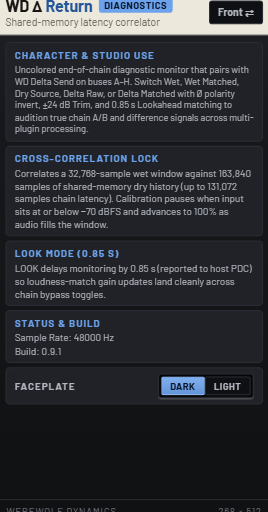 WD Δ Return DIAGNOSTICS
Shared-memory latency correlator
Front ⇄
CHARACTER & STUDIO USE
Uncolored end-of-chain diagnostic monitor that pairs with
WD Delta Send on buses A–H. Switch Wet, Wet Matched,
Dry Source, Delta Raw, or Delta Matched with Ø polarity
invert, ±24 dB Trim, and 0.85 s Lookahead matching to
audition true chain A/B and difference signals across multi-
plugin processing.
CROSS-CORRELATION LOCK
Correlates a 32,768-sample wet window against 163,840
samples of shared-memory dry history (up to 131,072
samples chain latency). Calibration pauses when input
sits at or below −70 dBFS and advances to 100% as
audio fills the window.
LOOK MODE (0.85 S)
LOOK delays monitoring by 0.85 s (reported to host PDC)
so loudness-match gain updates land cleanly across
chain bypass toggles.
STATUS & BUILD
Sample Rate: 48000 Hz
Build: 0.9.1
FACEPLATE
DARK LIGHT
WEREWOLF DYNAMICS
268 × 512